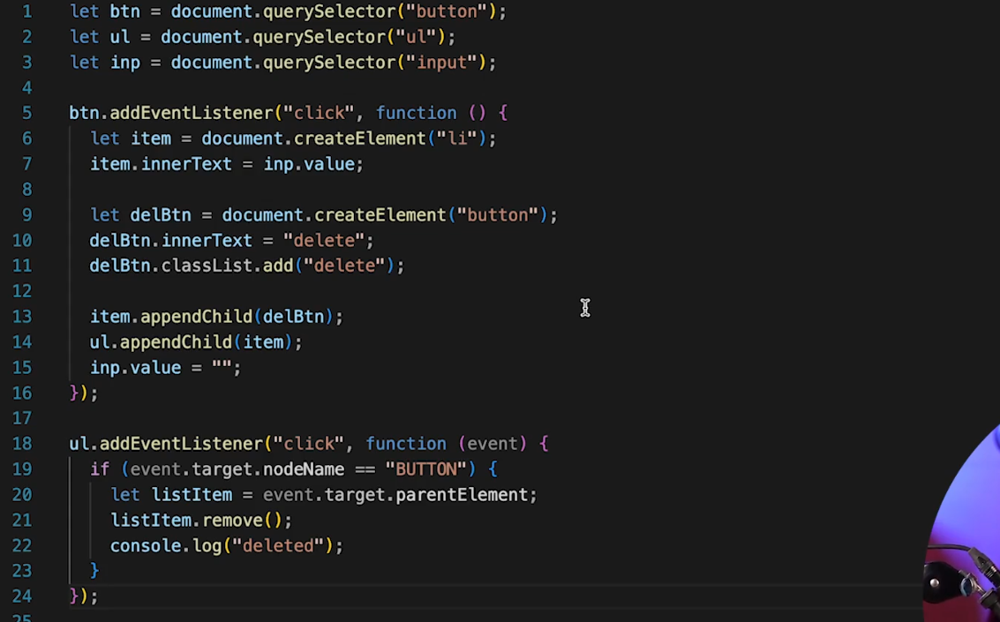 1 let btn = document.querySelector("button");
2 let ul = document.querySelector("ul");
3 let inp = document.querySelector("input");
4
5 btn.addEventListener("click", function () {
6 let item = document.createElement("li");
7 item.innerText = inp.value;
8
9 let delBtn = document.createElement("button");
10 delBtn.innerText = "delete";
11 delBtn.classList.add("delete");
12
13 item.appendChild(delBtn);
14 ul.appendChild(item);
15 inp.value = "";
16 });
17
18 ul.addEventListener("click", function (event) {
19 if (event.target.nodeName == "BUTTON") {
20 let listItem = event.target.parentElement;
21 listItem.remove();
22 console.log("deleted");
23 }
24 });
25